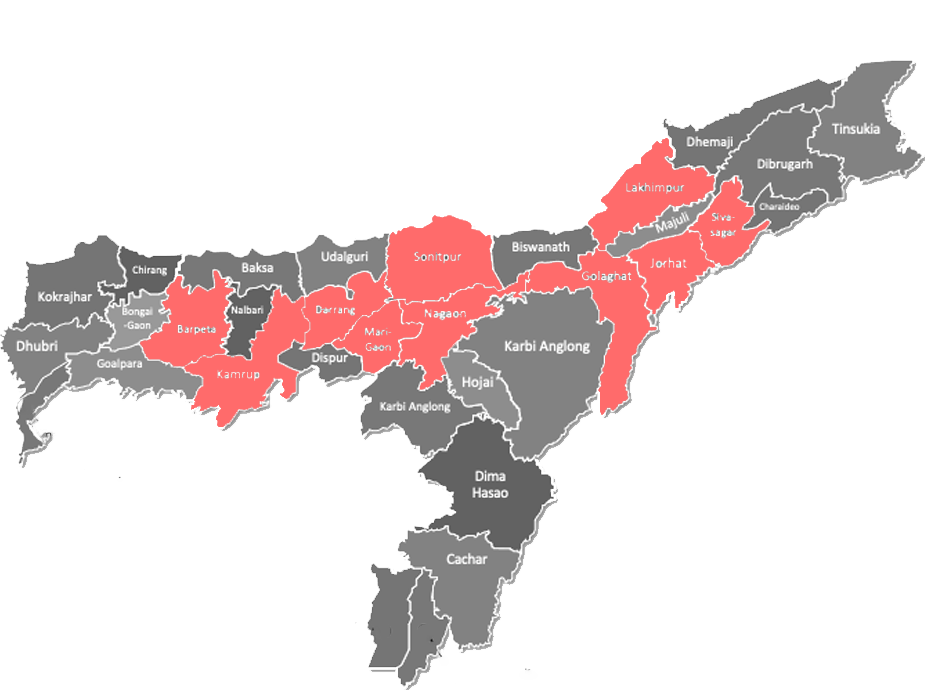 Tinsukia
Dhemaji
Dibrugarh
Lakhimpur
Charaideo
Majuli
Siva-
sagar
Biswanath
Udalguri
Sonitpur
Jorhat
Chirang
Baksa
Golaghat
Kokrajhar
Bongai
-Gaon
Nalbari
Darrang
Nagaon
Barpeta
Mari-
Gaon
Dhubri
Karbi Anglong
Dispur
Goalpara
Kamrup
Hojai
Karbi Anglong
Dima
Hasao
Cachar